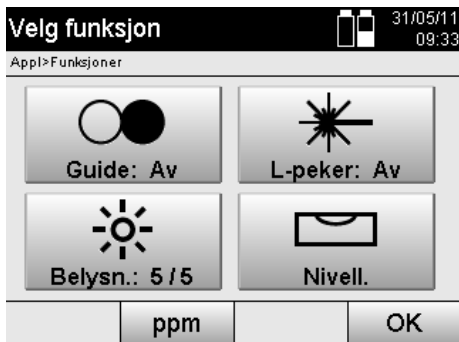 Velg funksjon
31/05/11
09:33
Appl>Funksjoner
Guide: Av
L-peker: Av
Belysn.: 5/5
Nivell.
ppm
OK